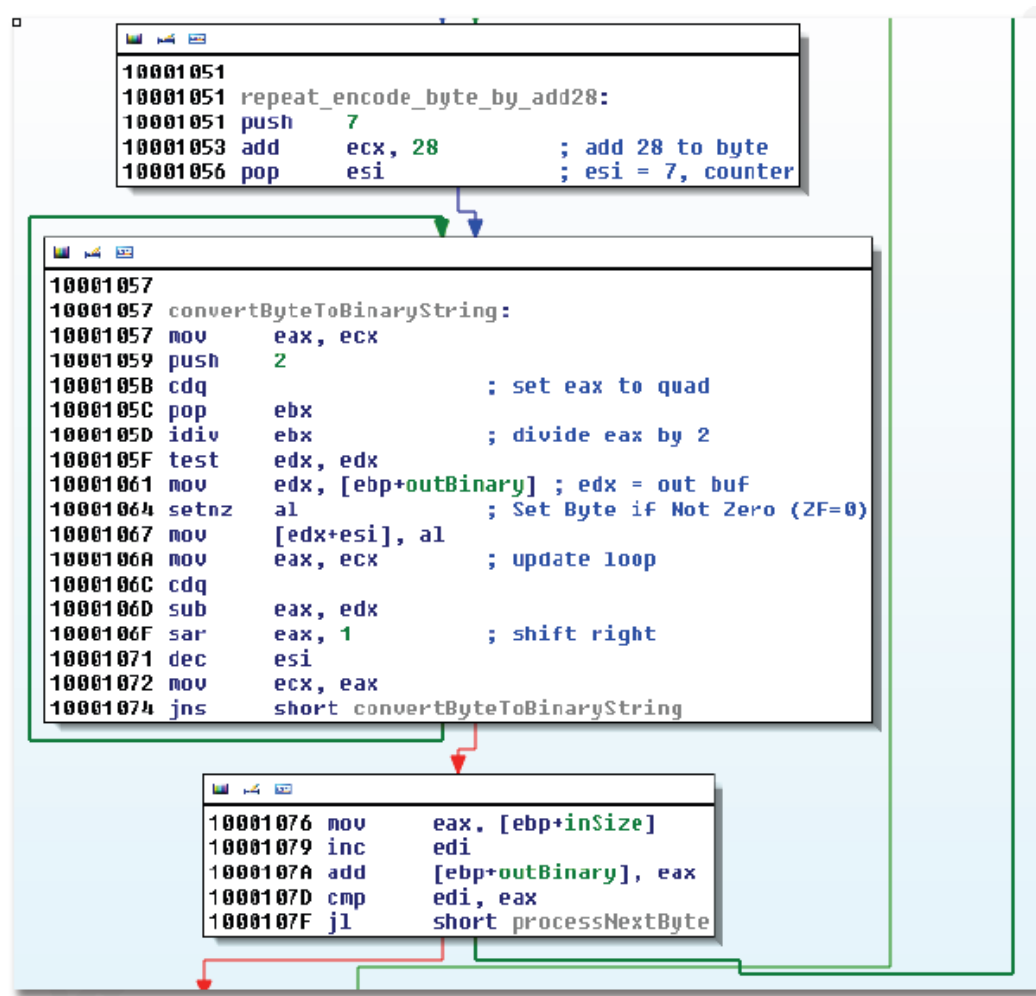 10001051
10001051 repeat_encode_byte_by_add28:
10001051 push 7
10001053 add ecx, 28 ; add 28 to byte
10001056 pop esi ; esi = 7, counter
10001057
10001057 convertByteToBinaryString:
10001057 mov eax, ecx
10001059 push 2
1000105B cdq ; set eax to quad
1000105C pop ebx
1000105D idiv ebx ; divide eax by 2
1000105F test edx, edx
10001061 mov edx, [ebp+outBinary] ; edx = out buf
10001064 setnz al ; Set Byte if Not Zero (ZF=0)
10001067 mov [edx+esi], al
1000106A mov eax, ecx ; update loop
1000106C cdq
1000106D sub eax, edx
1000106F sar eax, 1 ; shift right
10001071 dec esi
10001072 mov ecx, eax
10001074 jns short convertByteToBinaryString
10001076 mov eax, [ebp+inSize]
10001079 inc edi
1000107A add [ebp+outBinary], eax
1000107D cmp edi, eax
1000107F jl short processNextByte